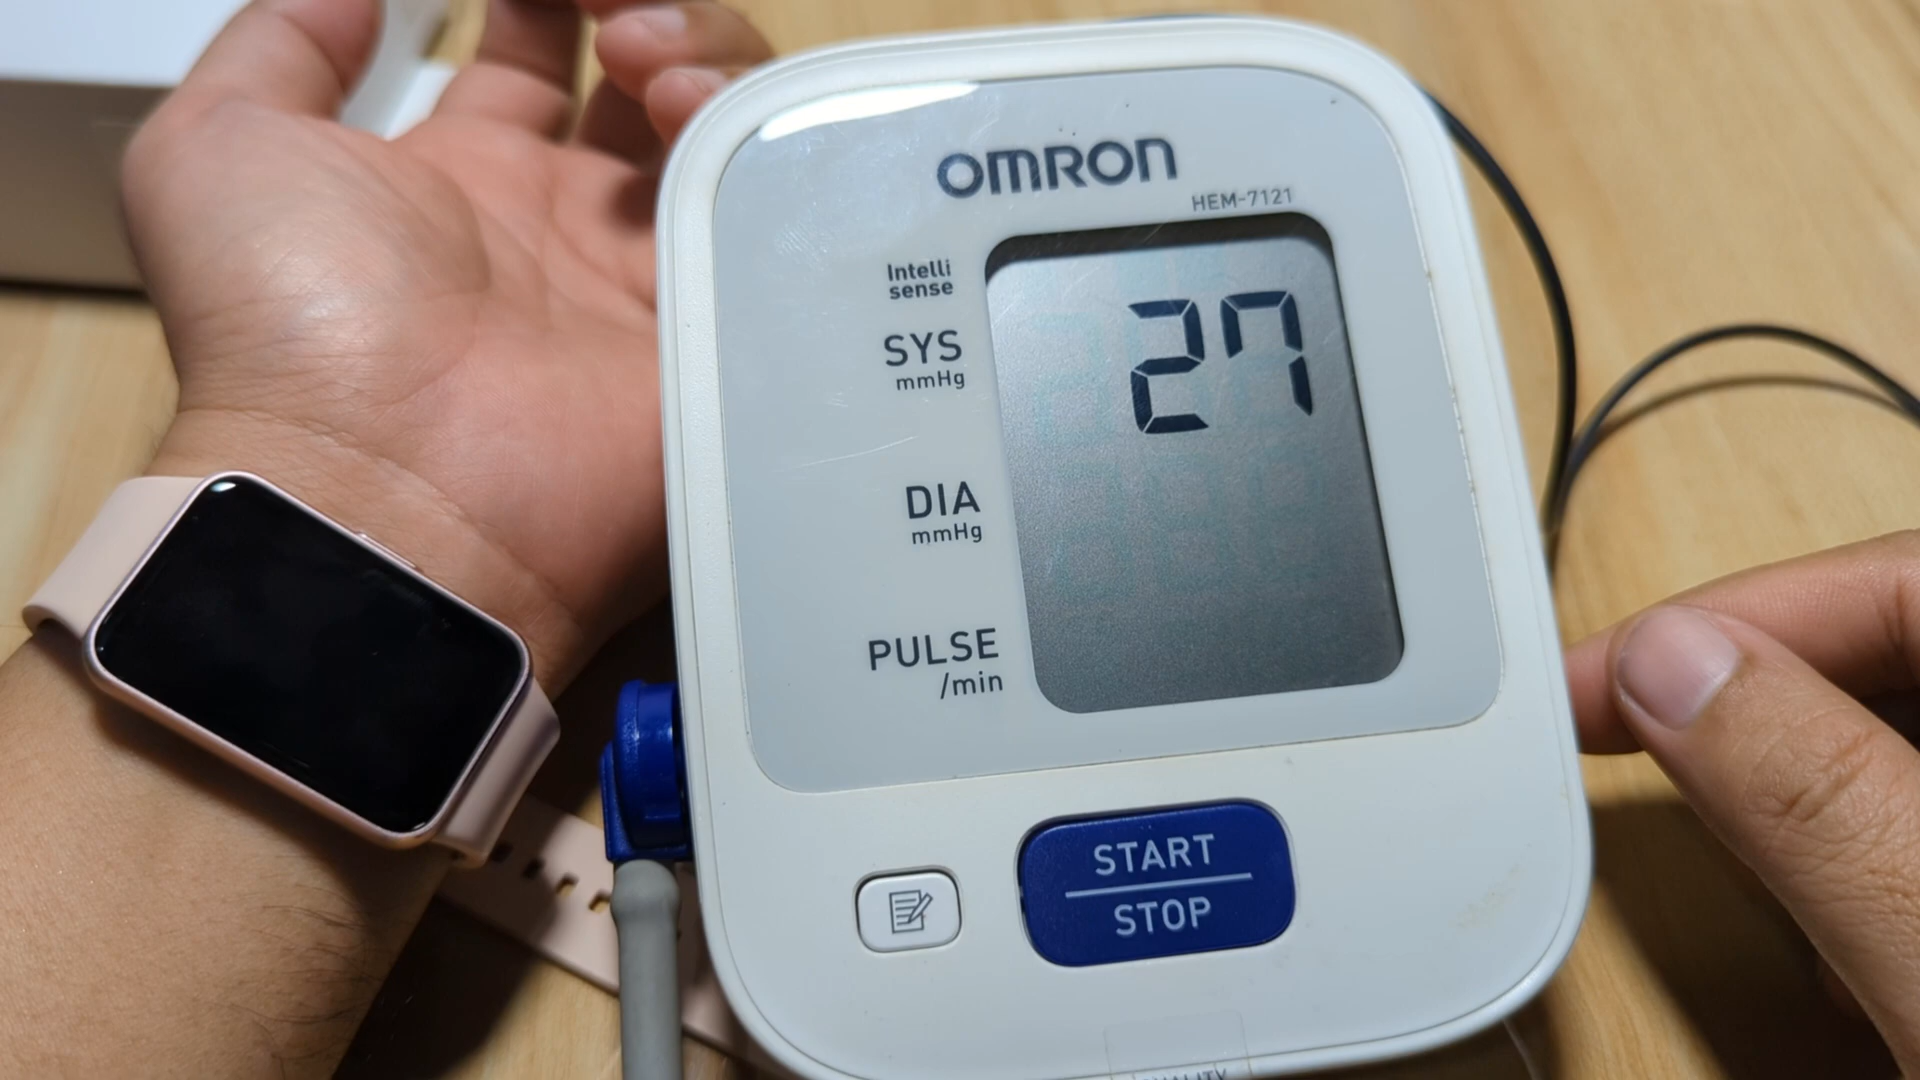 OMRON
HEM-7121
Intelli
sense
27
SYS
mmHg
DIA
mmHg
PULSE
/min
START
STOP